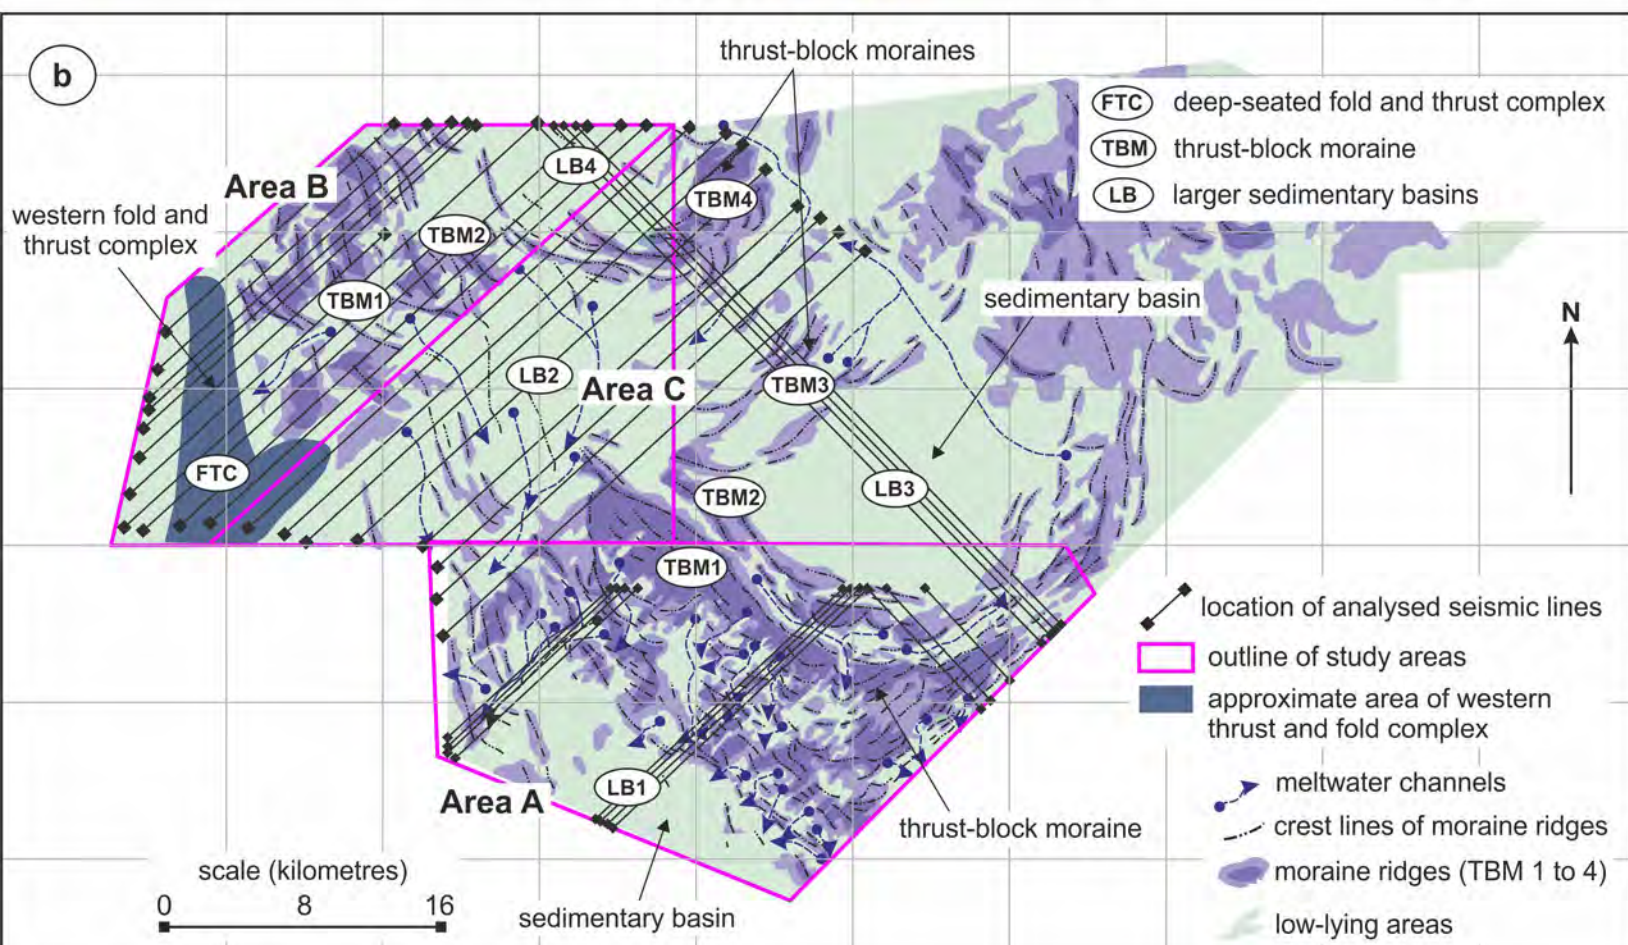 b
thrust-block moraines
FTC deep-seated fold and thrust complex
TBM thrust-block moraine
LB larger sedimentary basins
LB4
Area B
TBM4
western fold and
thrust complex
TBM2
TBM1
sedimentary basin
N
LB2
Area C
TBM3
FTC
TBM2
LB3
TBM1
location of analysed seismic lines
outline of study areas
approximate area of western
thrust and fold complex
LB1
Area A
meltwater channels
thrust-block moraine
crest lines of moraine ridges
scale (kilometres)
moraine ridges (TBM 1 to 4)
0 8 16
sedimentary basin
low-lying areas